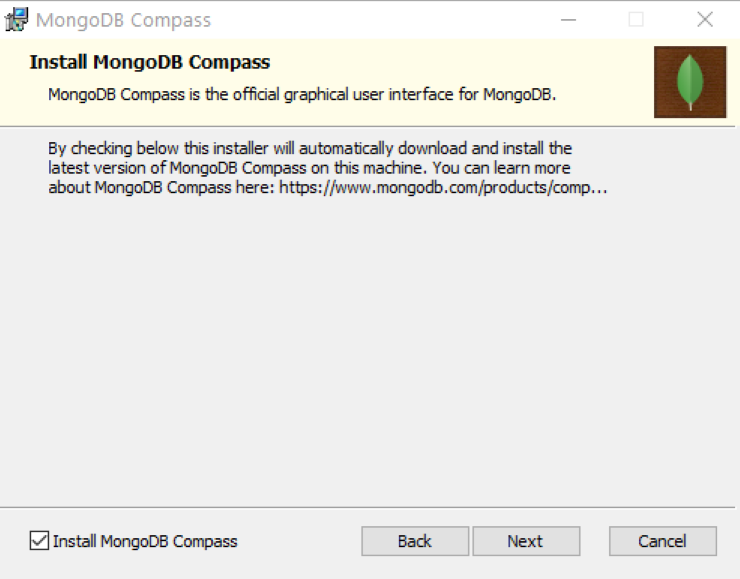 MongoDB Compass
Install MongoDB Compass
MongoDB Compass is the official graphical user interface for MongoDB.
By checking below this installer will automatically download and install the
latest version of MongoDB Compass on this machine. You can learn more
about MongoDB Compass here: https://www.mongodb.com/products/comp...
Install MongoDB Compass
Back
Next
Cancel